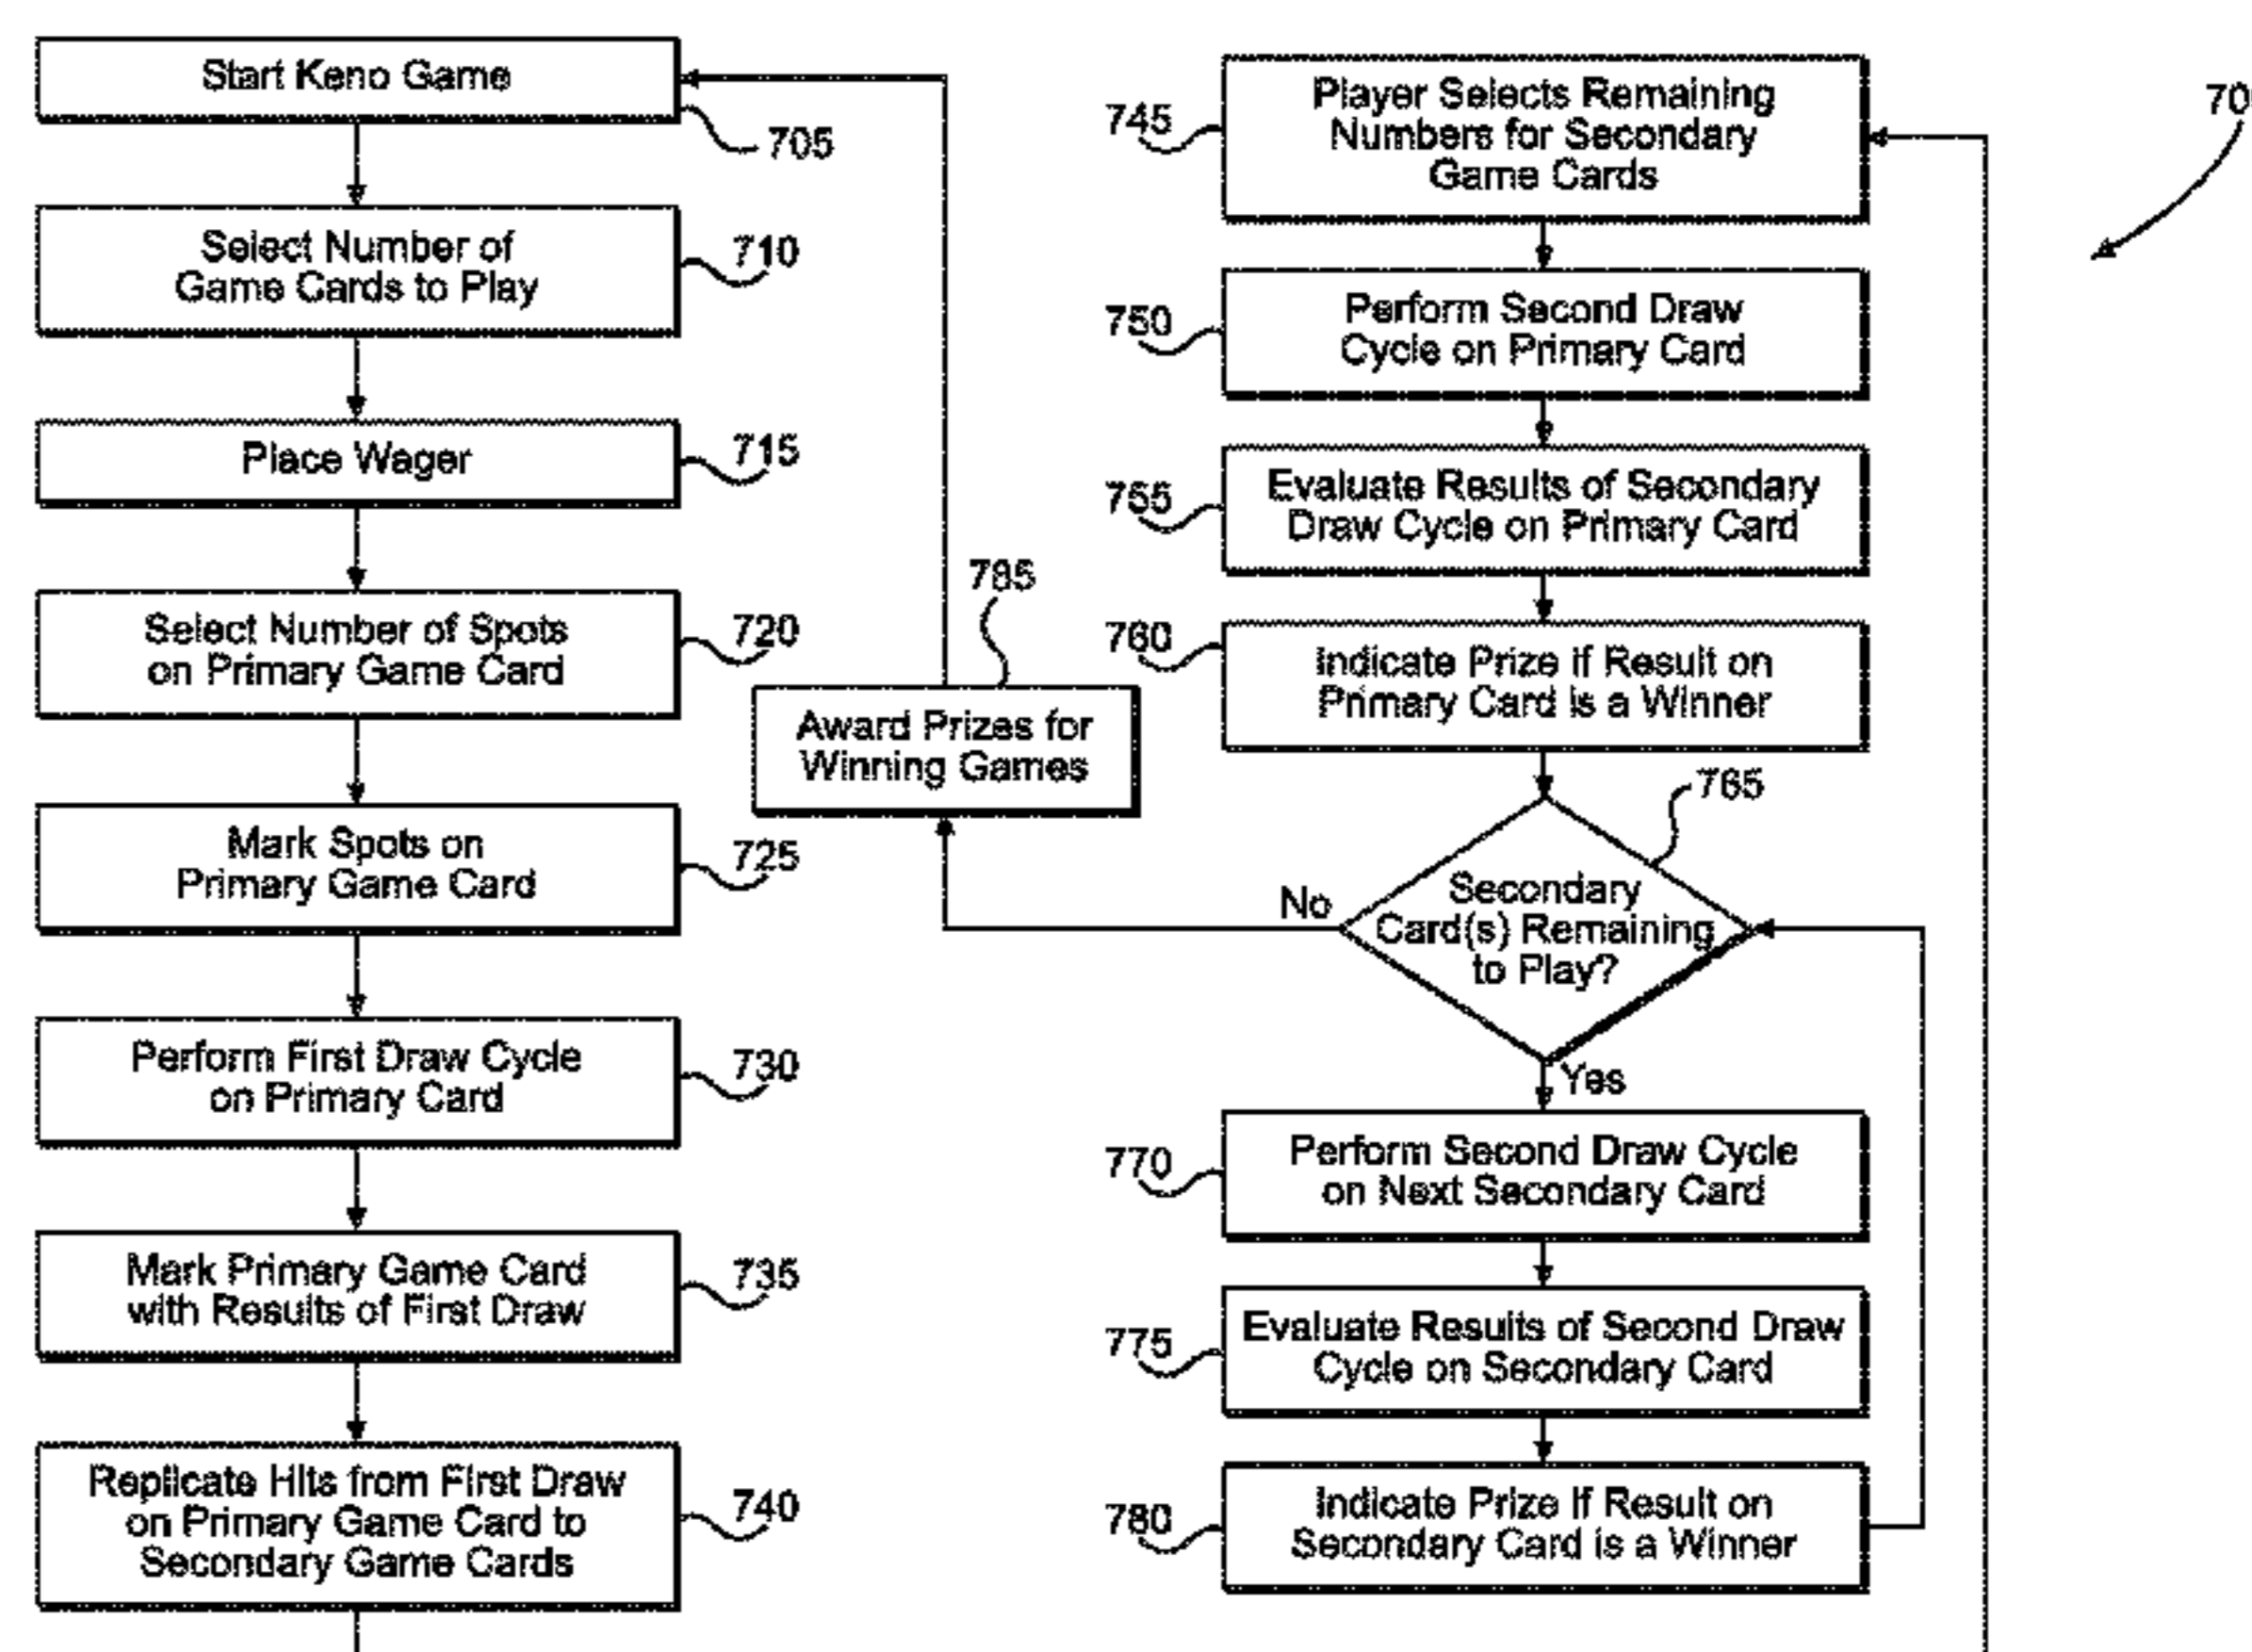 Start Keno Game
705
Select Number of
Game Cards to Play
710
Place Wager
715
Select Number of Spots
on Primary Game Card
720
Mark Spots on
Primary Game Card
725
Perform First Draw Cycle
on Primary Card
730
Mark Primary Game Card
with Results of First Draw
735
Replicate Hits from First Draw
on Primary Game Card to
Secondary Game Cards
740
785
Award Prizes for
Winning Games
745
Player Selects Remaining
Numbers for Secondary
Game Cards
750
Perform Second Draw
Cycle on Primary Card
755
Evaluate Results of Secondary
Draw Cycle on Primary Card
760
Indicate Prize if Result on
Primary Card is a Winner
765
Secondary
Card(s) Remaining
to Play?
No
Yes
770
Perform Second Draw Cycle
on Next Secondary Card
775
Evaluate Results of Second Draw
Cycle on Secondary Card
780
Indicate Prize if Result on
Secondary Card is a Winner